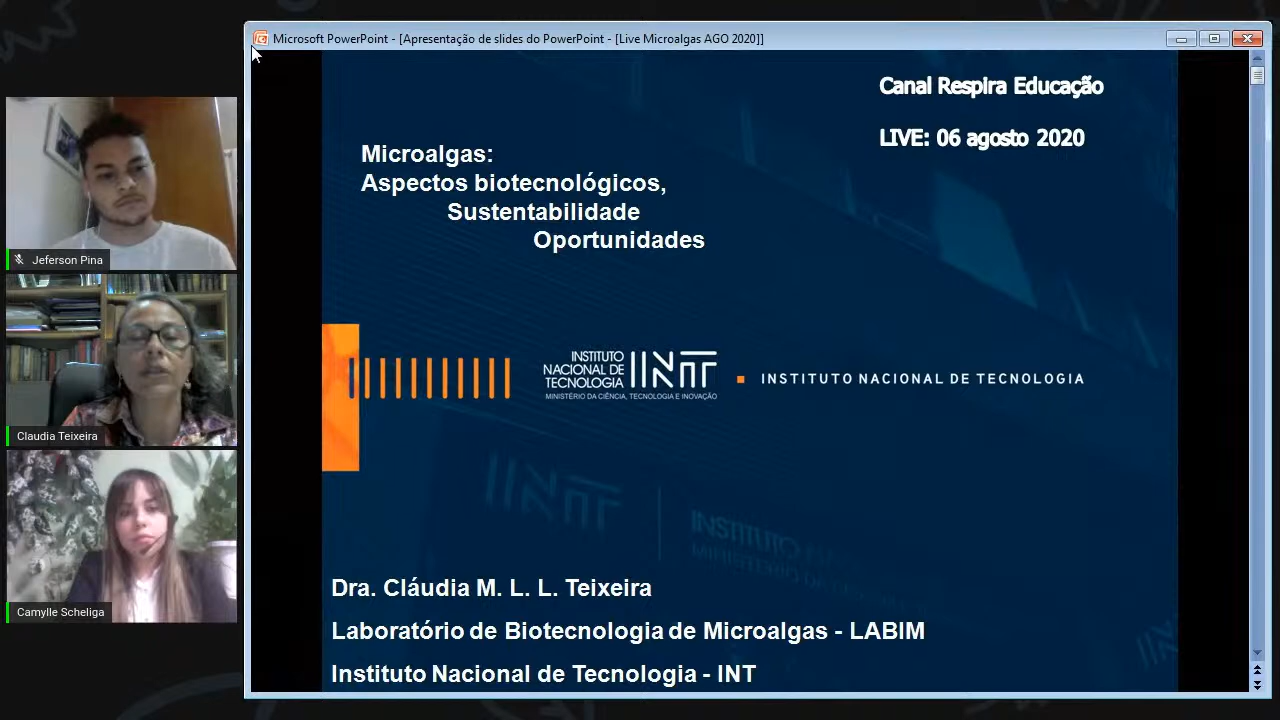 Microsoft PowerPoint - [Apresentação de slides do PowerPoint - [Live Microalgas AGO 2020]]
Canal Respira Educação
LIVE: 06 agosto 2020
Microalgas:
Aspectos biotecnológicos,
Sustentabilidade
Oportunidades
Jeferson Pina
INSTITUTO
NACIONAL DE
TECNOLOGIA
INT
MINISTÉRIO DA CIÊNCIA, TECNOLOGIA E INOVAÇÃO
INSTITUTO NACIONAL DE TECNOLOGIA
Claudia Teixeira
INT
INSTITUTO
Dra. Cláudia M. L. L. Teixeira
Camylle Scheliga
Laboratório de Biotecnologia de Microalgas - LABIM
Instituto Nacional de Tecnologia - INT